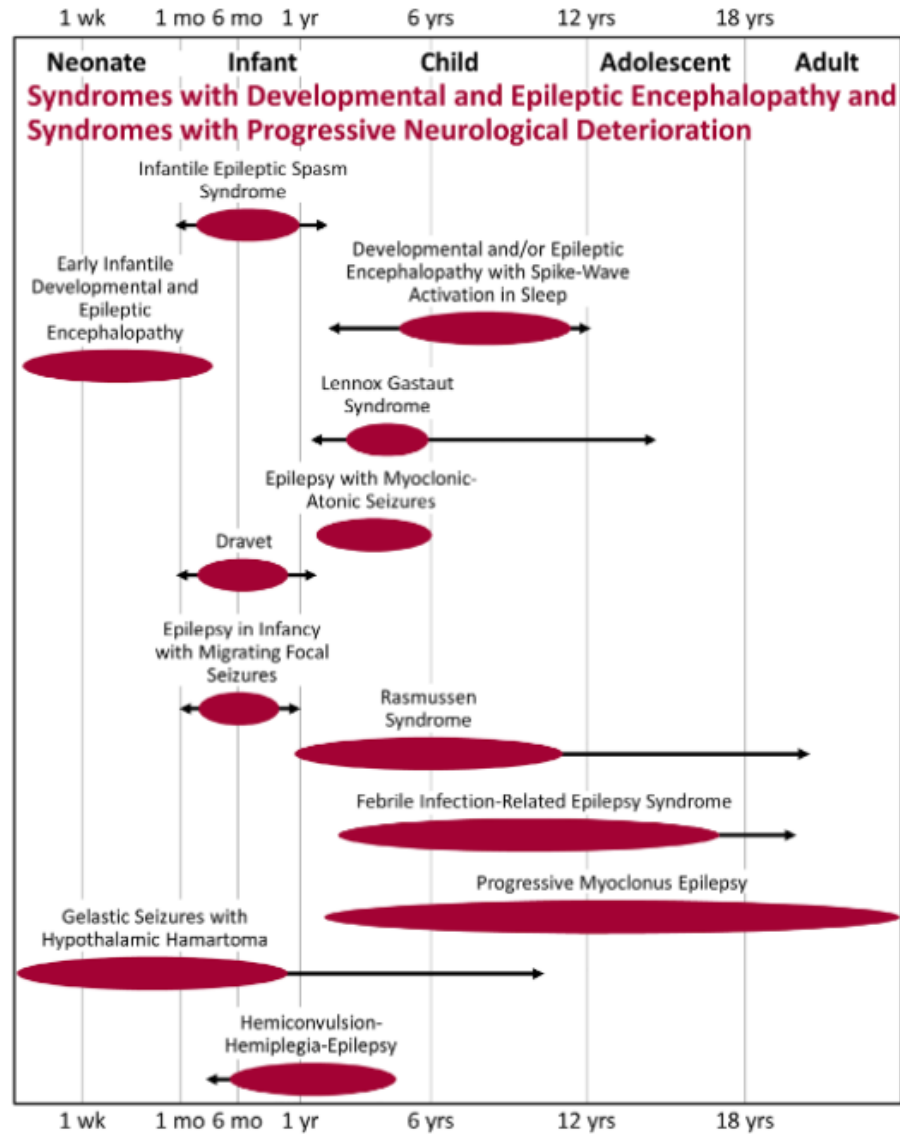 1 wk 1 mo 6 mo 1 yr 6 yrs 12 yrs 18 yrs
Neonate Infant Child Adolescent Adult
Syndromes with Developmental and Epileptic Encephalopathy and
Syndromes with Progressive Neurological Deterioration
Infantile Epileptic Spasm
Syndrome
Developmental and/or Epileptic
Encephalopathy with Spike-Wave
Activation in Sleep
Early Infantile
Developmental and
Epileptic
Encephalopathy
Lennox Gastaut
Syndrome
Epilepsy with Myoclonic-
Atonic Seizures
Dravet
Epilepsy in Infancy
with Migrating Focal
Seizures
Rasmussen
Syndrome
Febrile Infection-Related Epilepsy Syndrome
Progressive Myoclonus Epilepsy
Gelastic Seizures with
Hypothalamic Hamartoma
Hemiconvulsion-
Hemiplegia-Epilepsy
1 wk 1 mo 6 mo 1 yr 6 yrs 12 yrs 18 yrs